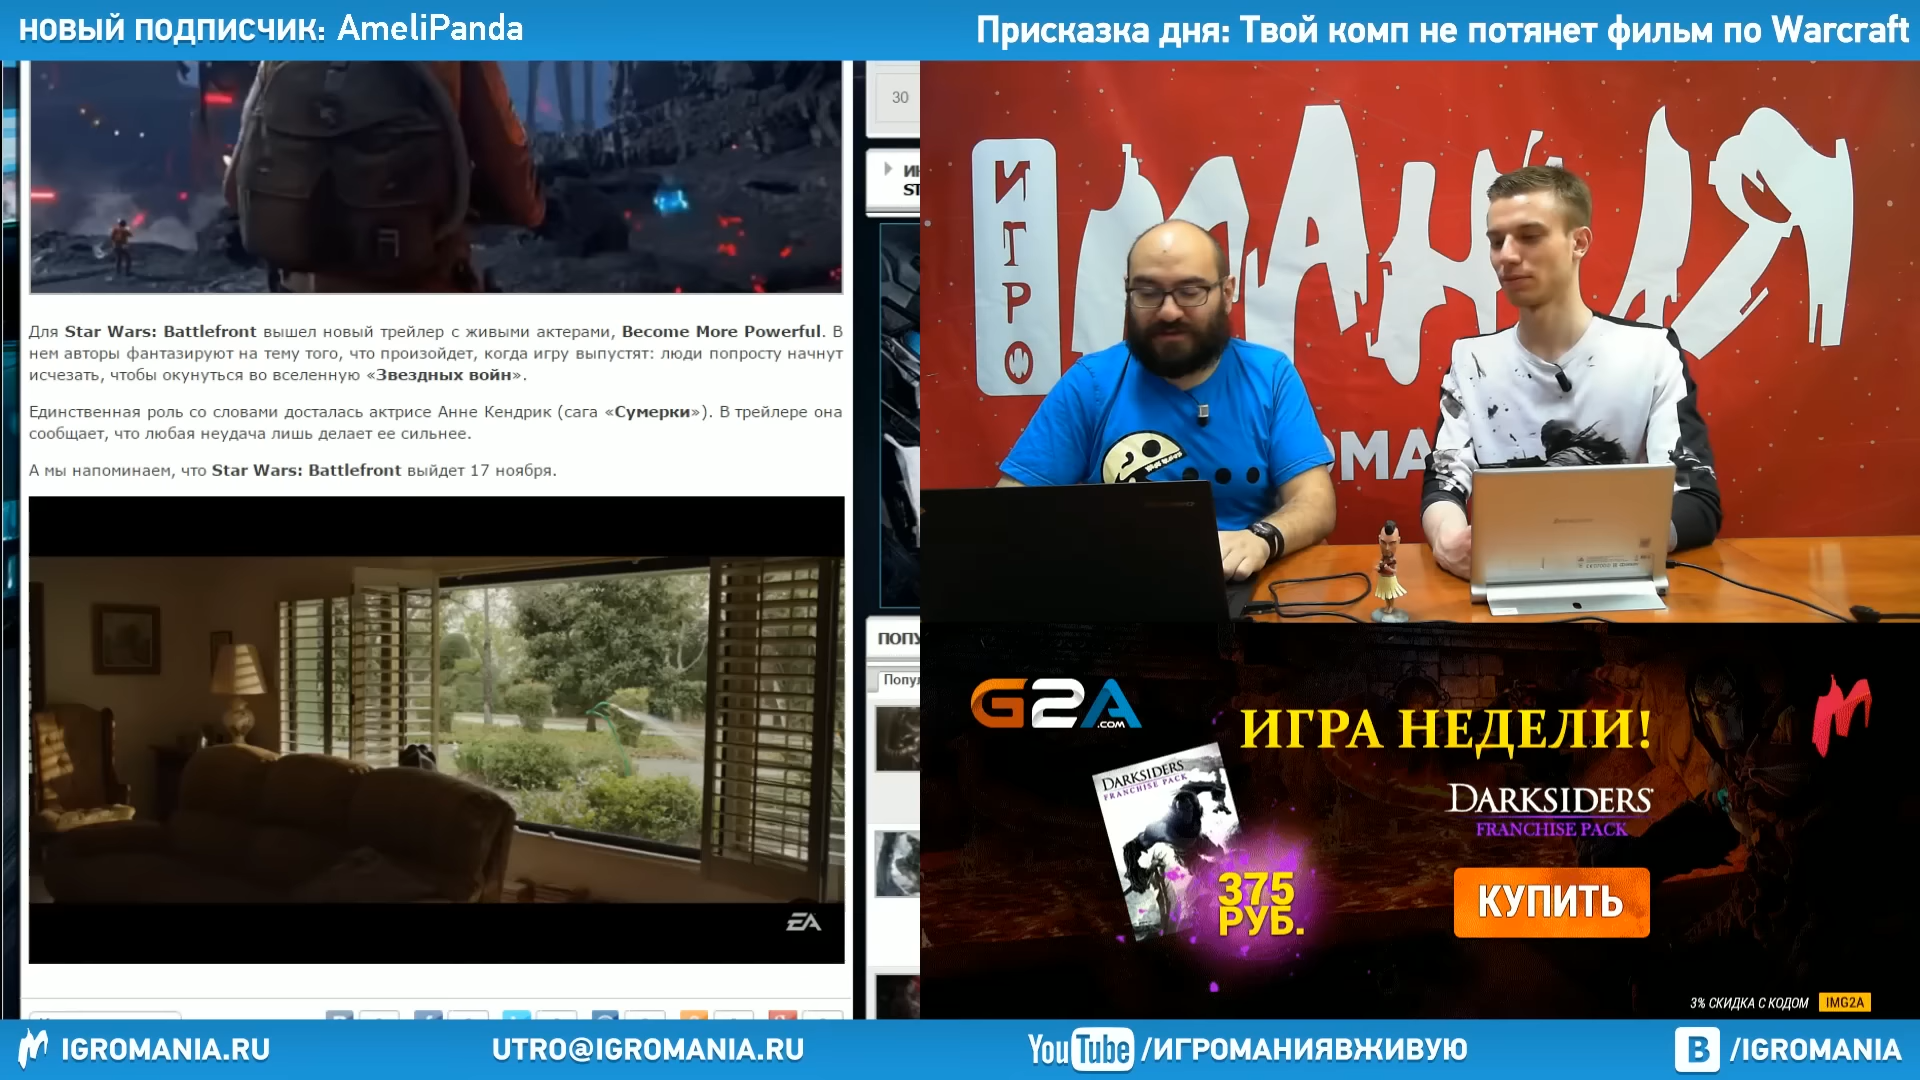 НОВЫЙ ПОДПИСЧИК: AmeliPanda
Присказка дня: Твой комп не потянет фильм по Warcraft
30
Для Star Wars: Battlefront вышел новый трейлер с живыми актерами, Become More Powerful. В
нем авторы фантазируют на тему того, что произойдет, когда игру выпустят: люди попросту начнут
исчезать, чтобы окунуться во вселенную «Звездных войн».
Единственная роль со словами досталась актрисе Анне Кендрик (сага «Сумерки»). В трейлере она
сообщает, что любая неудача лишь делает ее сильнее.
А мы напоминаем, что Star Wars: Battlefront выйдет 17 ноября.
EA
ST
ПОПУ
Попул
ИГРО
МАНИЯ
ОМА
G2A
.COM
ИГРА НЕДЕЛИ!
DARKSIDERS
FRANCHISE PACK
375
РУБ.
DARKSIDERS
FRANCHISE PACK
КУПИТЬ
3% СКИДКА С КОДОМ IMG2A
IGROMANIA.RU
UTRO@IGROMANIA.RU
YouTube /ИГРОМАНИЯВЖИВУЮ
B /IGROMANIA